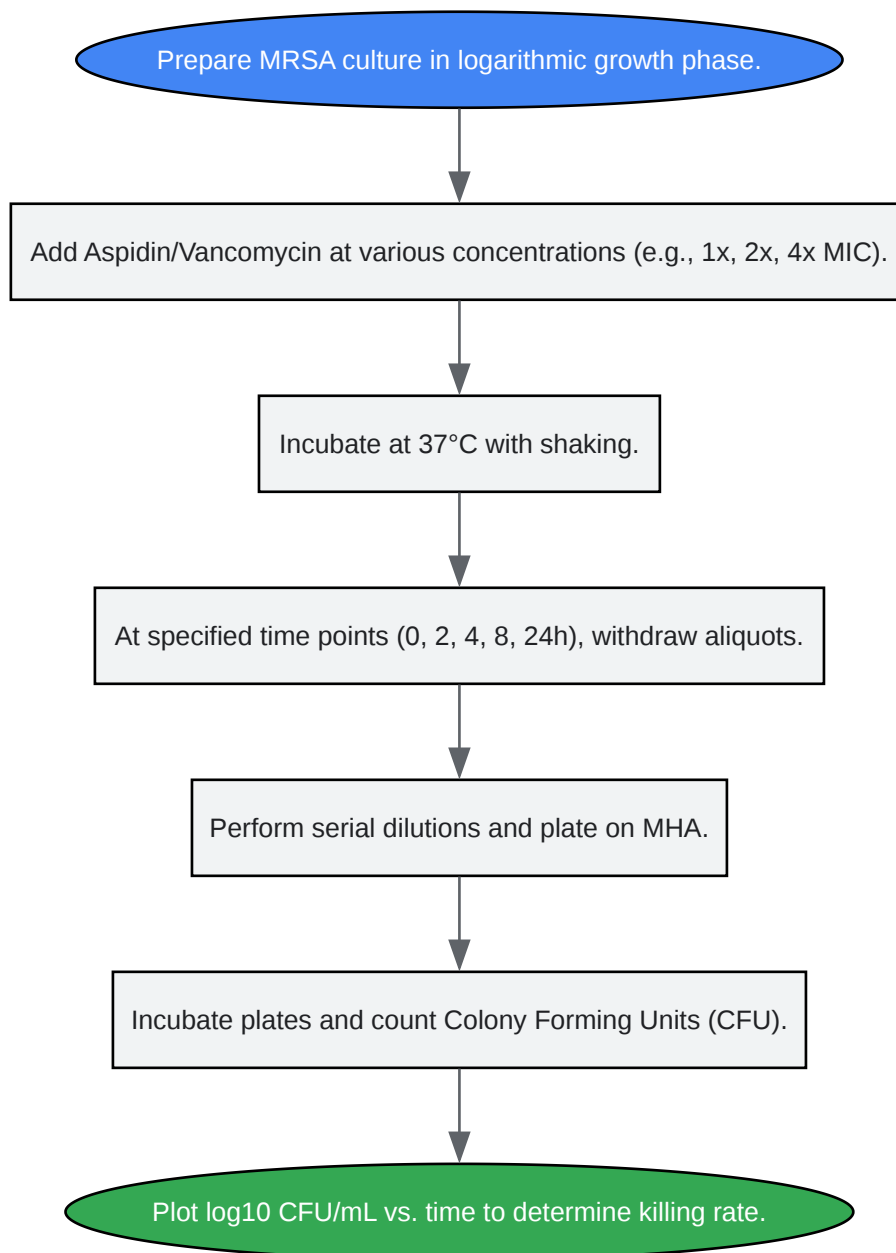 Prepare MRSA culture in logarithmic growth phase.
Add Aspidin/Vancomycin at various concentrations (e.g., 1x, 2x, 4x MIC).
Incubate at 37°C with shaking.
At specified time points (0, 2, 4, 8, 24h), withdraw aliquots.
Perform serial dilutions and plate on MHA.
Incubate plates and count Colony Forming Units (CFU).
Plot log10 CFU/mL vs. time to determine killing rate.